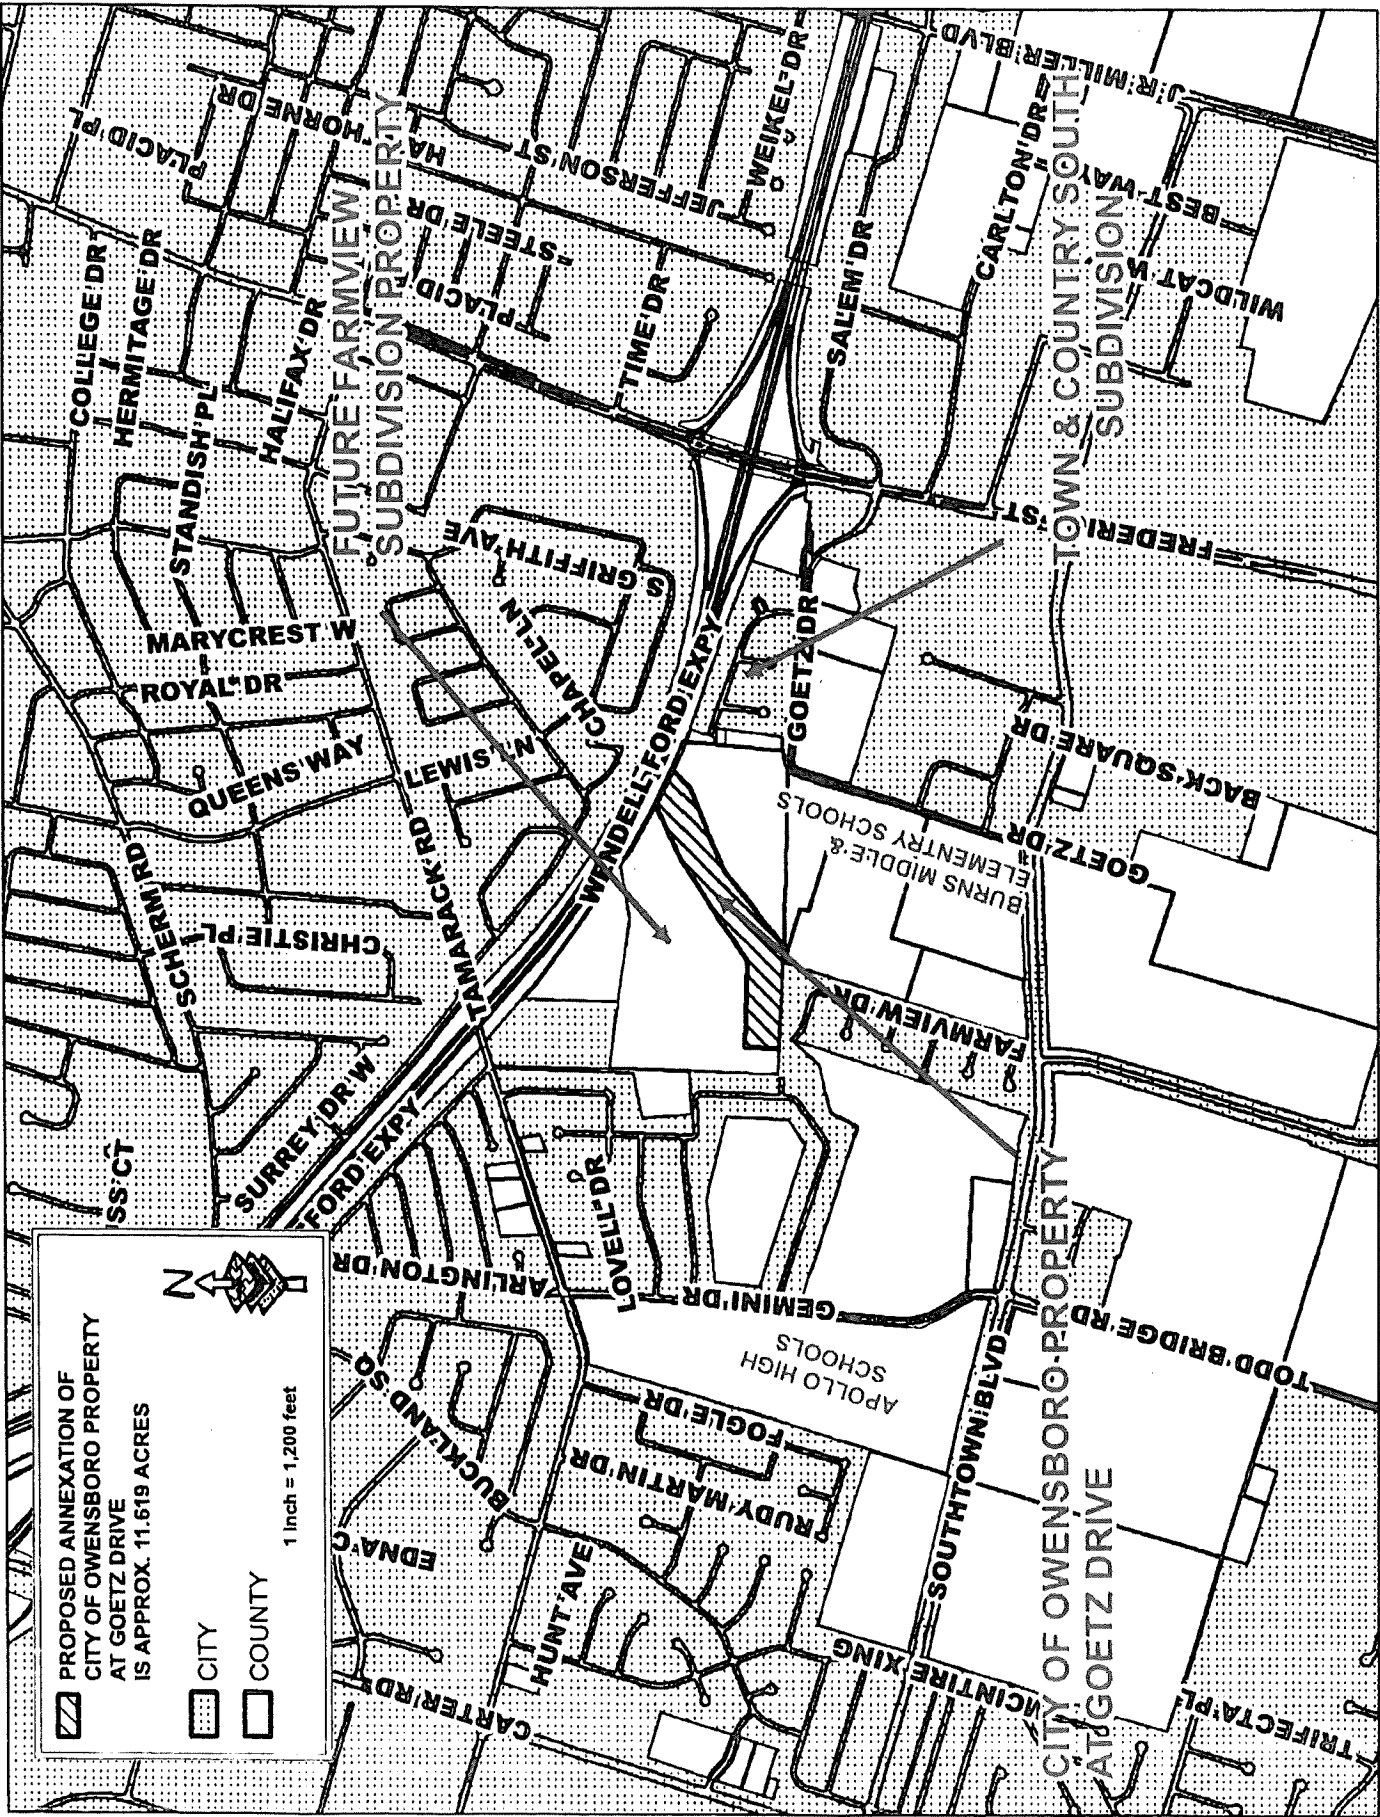 PROPOSED ANNEXATION OF
CITY OF OWENSBORO PROPERTY
AT GOETZ DRIVE
IS APPROX. 11.619 ACRES
CITY
COUNTY
1 Inch = 1,200 feet
N
SS CT
SURREY DR W
FORD EXPY
ARLINGTON DR
BUCKLAND SQ
EDNA C
CARTER RD
HUNT AVE
RUDY MARTIN DR
FOGLE DR
APOLLO HIGH
SCHOOLS
GEMINI DR
LOVELL DR
TAMARACK RD
SCHERM RD
CHRISTIE PL
QUEENS WAY
ROYAL DR
MARYCREST W
LEWIS LN
CHAPEL LN
S GRIFFITH AVE
WENDELL FORD EXPY
STANDISH PL
HERMITAGE DR
COLLEGE DR
HALIFAX DR
FUTURE FARMVIEW
SUBDIVISION PROPERTY
PLACID PL
HAWTHORNE DR
JEFFERSON ST
STEELE DR
PLACID
TIME DR
WEIKEL DR
SALEM DR
CARLTON DR
J R MILLER BLVD
BEST WAY
WILDCAT W
TOWN & COUNTRY SOUTH
SUBDIVISION
GOETZ DR
BACK SQUARE DR
GOETZ DR
BURNS MIDDLE &
ELEMENTRY SCHOOLS
FARMVIEW DR
CITY OF OWENSBORO PROPERTY
AT GOETZ DRIVE
TODD BRIDGE RD
SOUTHTOWN BLVD
TRIFECTA PL